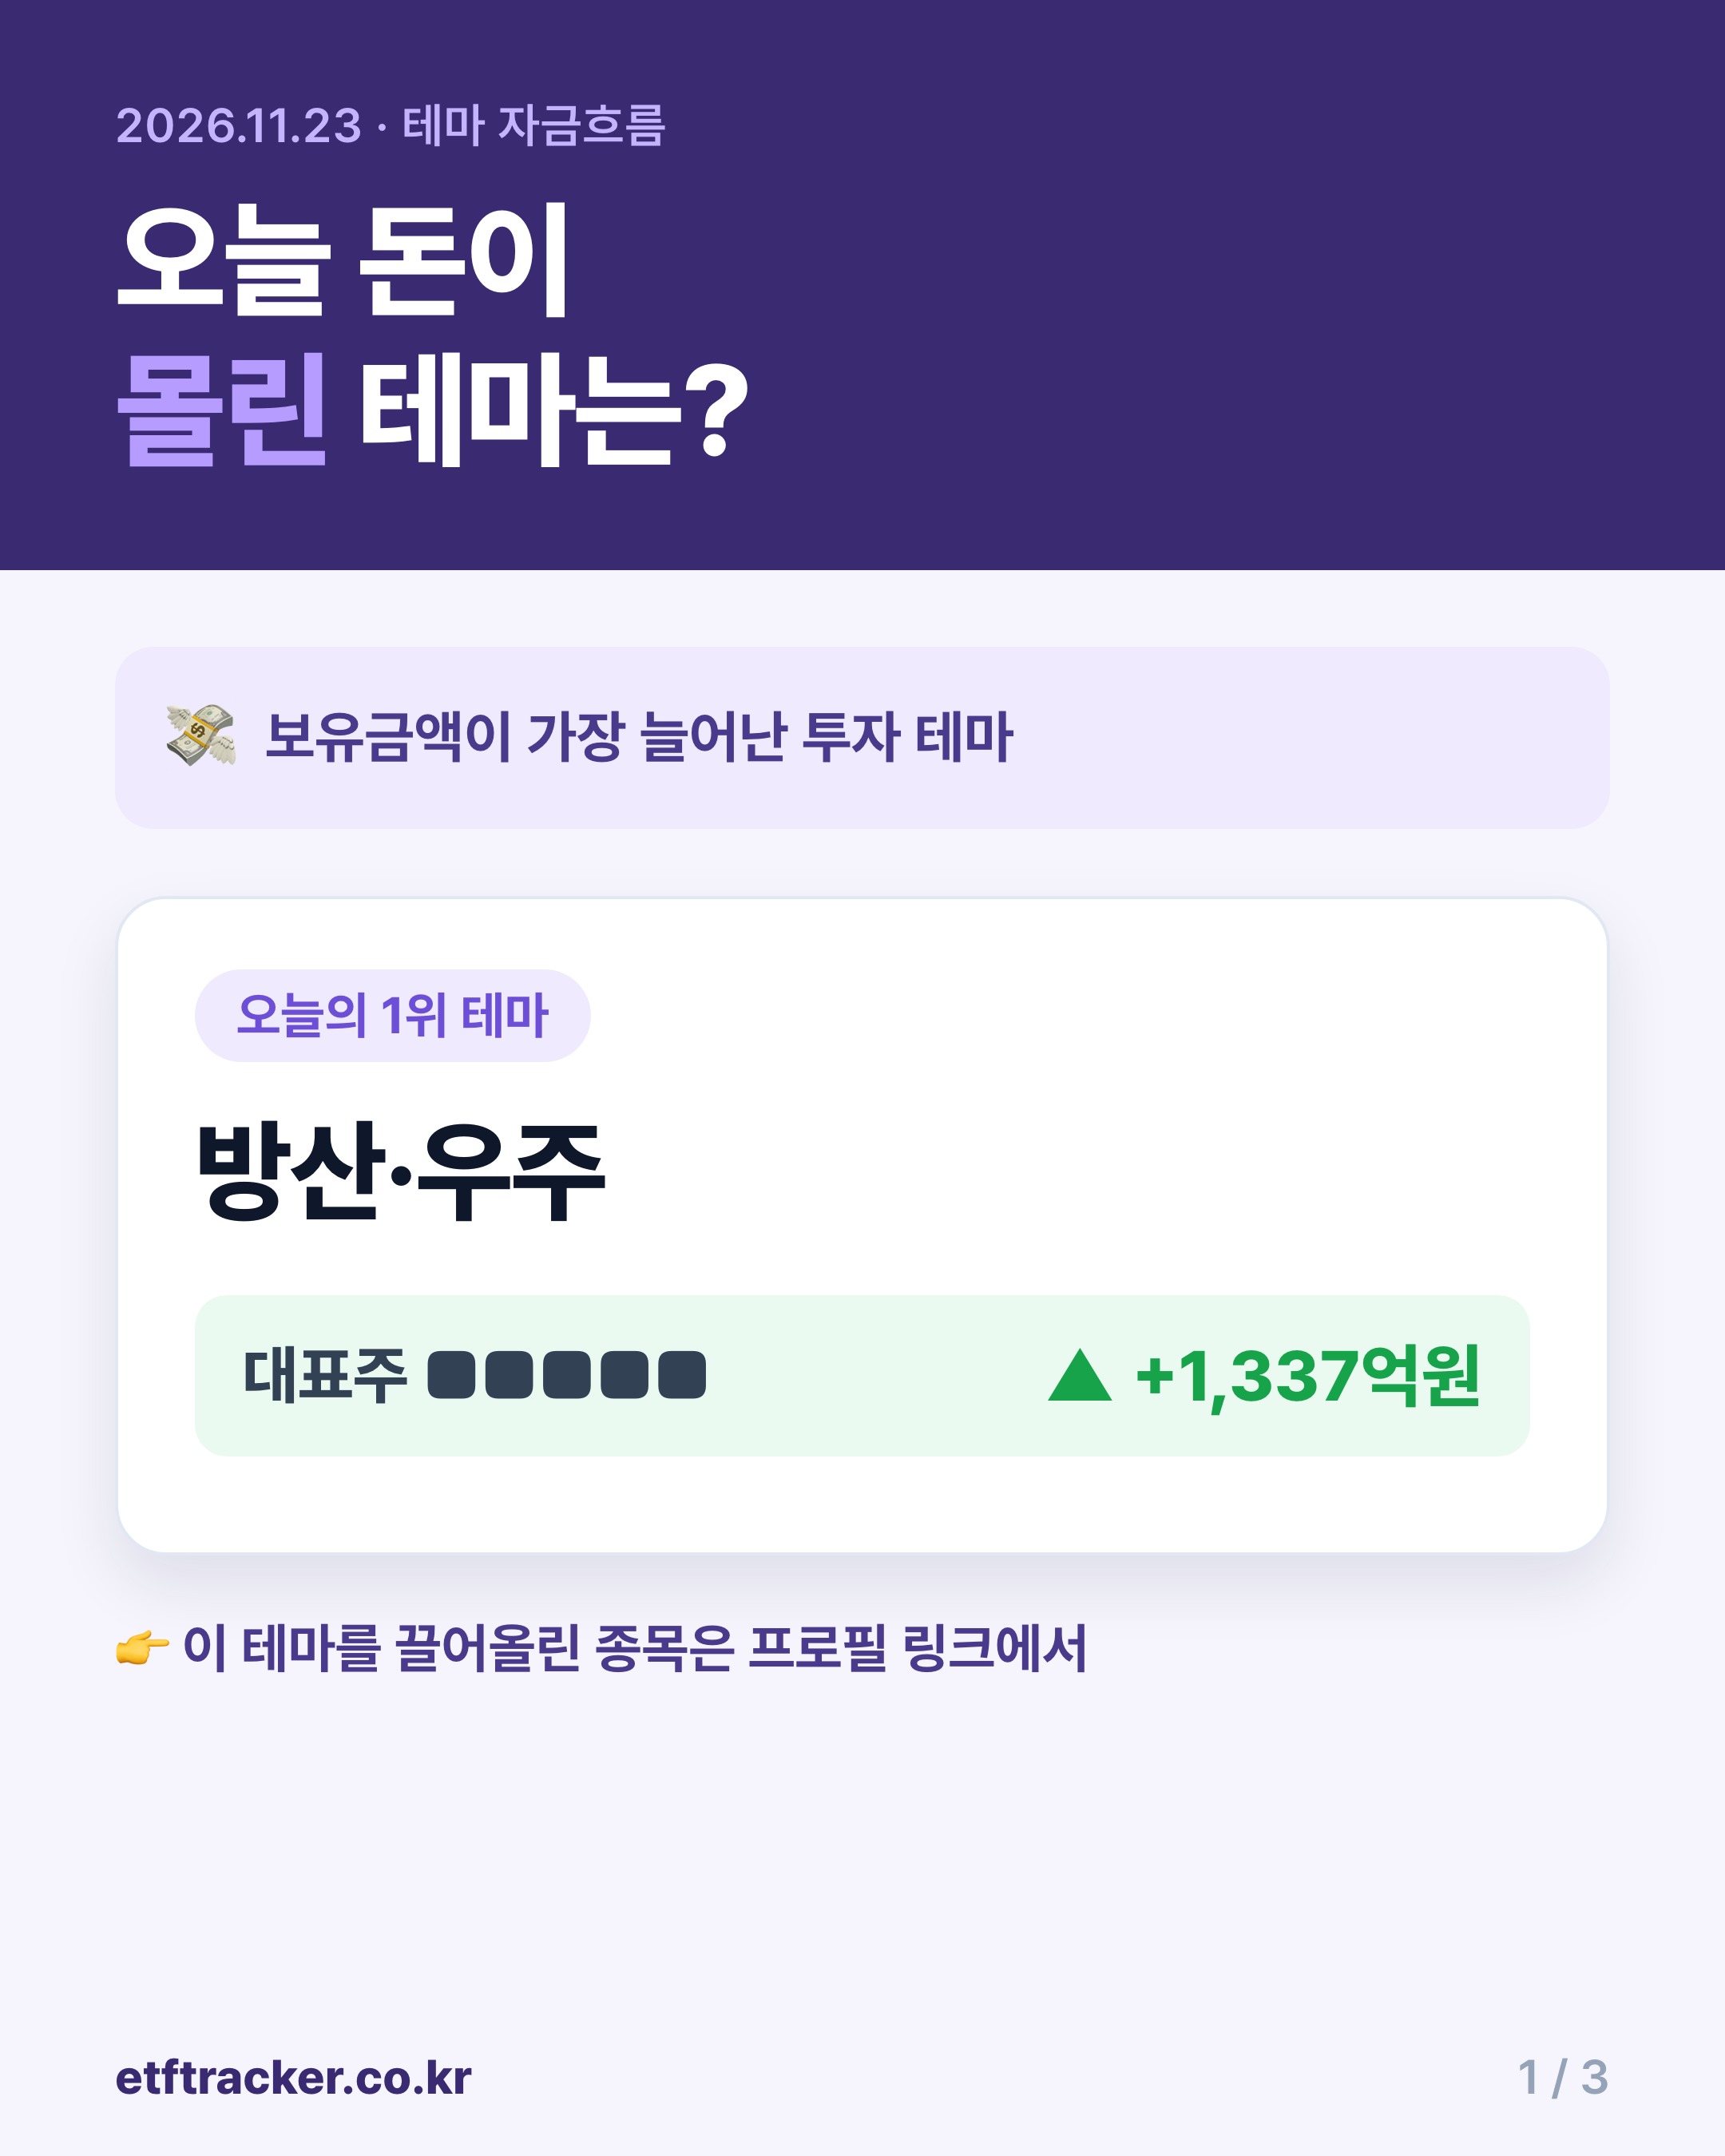 2026.11.23 · 테마 자금흐름
오늘 돈이
몰린 테마는?
💸 보유금액이 가장 늘어난 투자 테마
오늘의 1위 테마
방산·우주
대표주 ■■■■■ ▲ +1,337억원
👉 이 테마를 끌어올린 종목은 프로필 링크에서
etftracker.co.kr
1 / 3